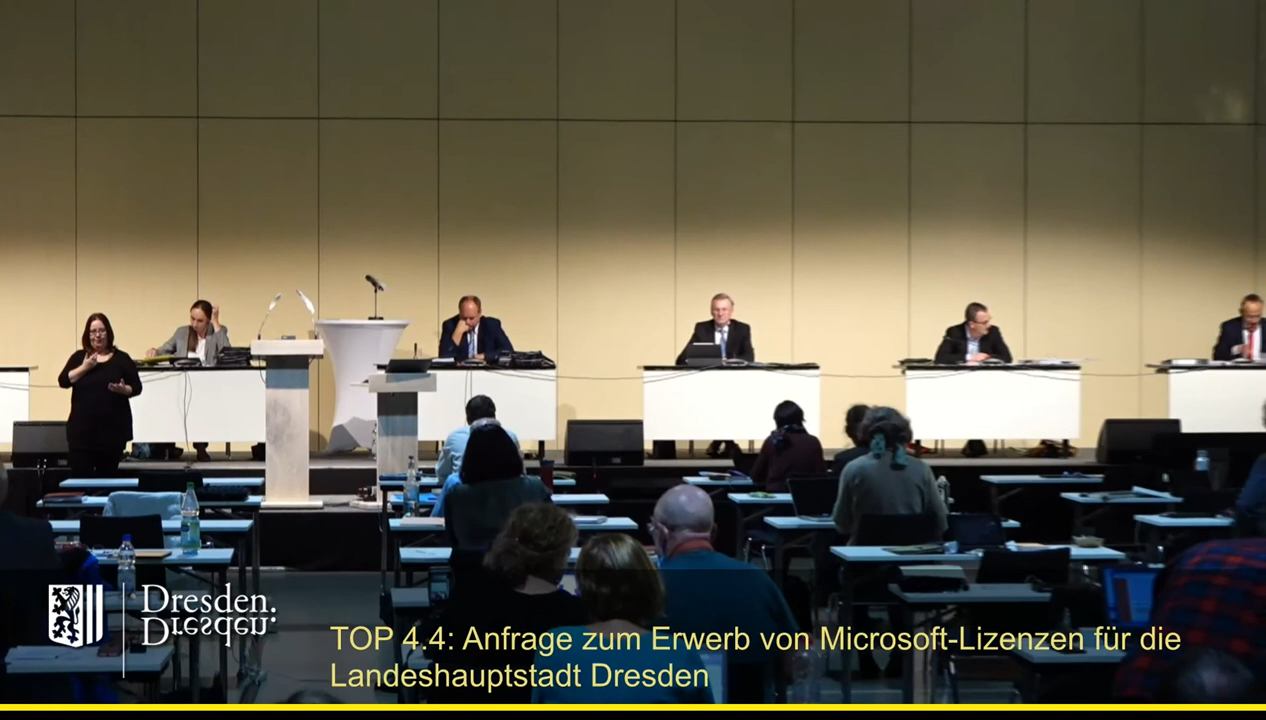 Dresden.
Dresden.
TOP 4.4: Anfrage zum Erwerb von Microsoft-Lizenzen für die
Landeshauptstadt Dresden